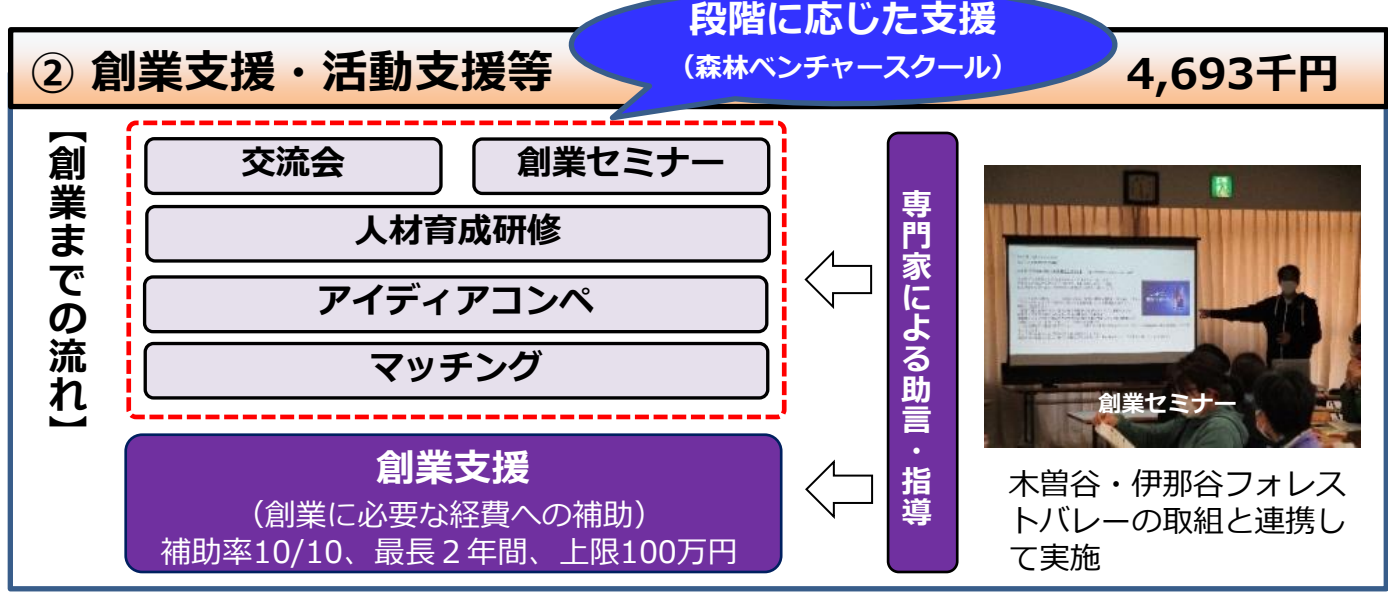 段階に応じた支援
（森林ベンチャースクール）
② 創業支援・活動支援等
4,693千円
【創業までの流れ】
交流会
創業セミナー
人材育成研修
アイディアコンペ
マッチング
創業支援
（創業に必要な経費への補助）
補助率10/10、最長２年間、上限100万円
専門家による助言・指導
創業セミナー
木曽谷・伊那谷フォレス
トバレーの取組と連携し
て実施